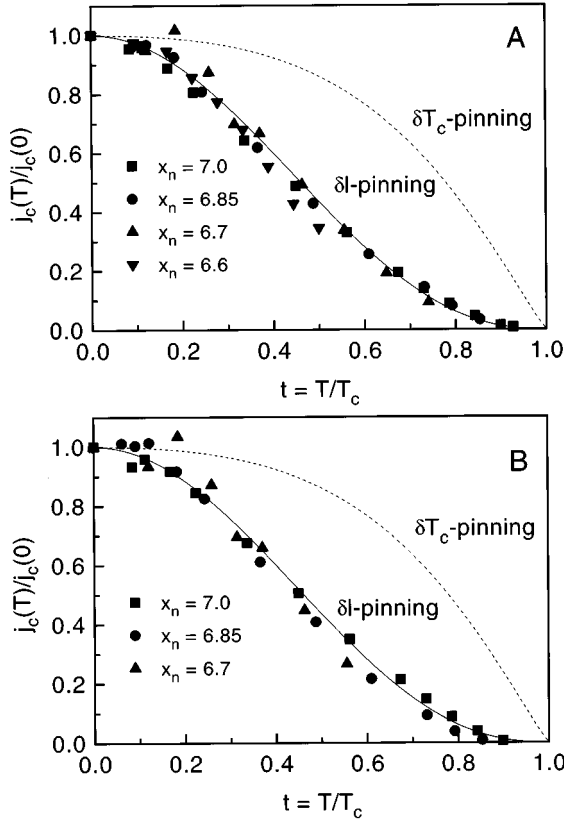 A
1.0
0.8
0.6
0.4
0.2
0.0
j_c(T)/j_c(0)
δT_c-pinning
δl-pinning
x_n = 7.0
x_n = 6.85
x_n = 6.7
x_n = 6.6
0.0 0.2 0.4 0.6 0.8 1.0
t = T/T_c
B
1.0
0.8
0.6
0.4
0.2
0.0
j_c(T)/j_c(0)
δT_c-pinning
δl-pinning
x_n = 7.0
x_n = 6.85
x_n = 6.7
0.0 0.2 0.4 0.6 0.8 1.0
t = T/T_c